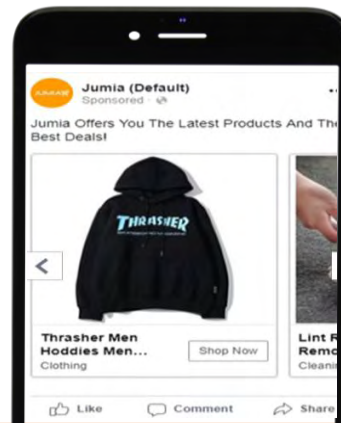 JUMIA
Jumia (Default)
Sponsored
Jumia Offers You The Latest Products And The
Best Deals!
THRASHER
Thrasher Men
Hoddies Men...
Clothing
Shop Now
Lint R
Remo
Cleani
Like
Comment
Share